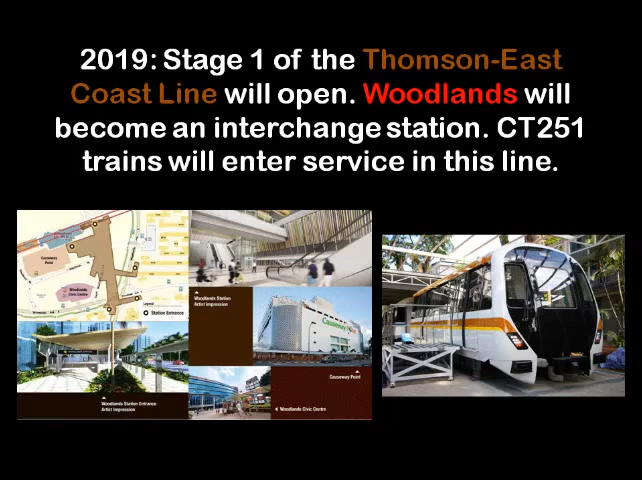 2019: Stage 1 of the Thomson-East
Coast Line will open. Woodlands will
become an interchange station. CT251
trains will enter service in this line.
Causeway
Point
Woodlands
Civic Centre
Legend
Station Entrance
Woodlands Station
Artist Impression
Causeway Point
Causeway Point
Woodlands Station Entrance
Artist Impression
Woodlands Civic Centre